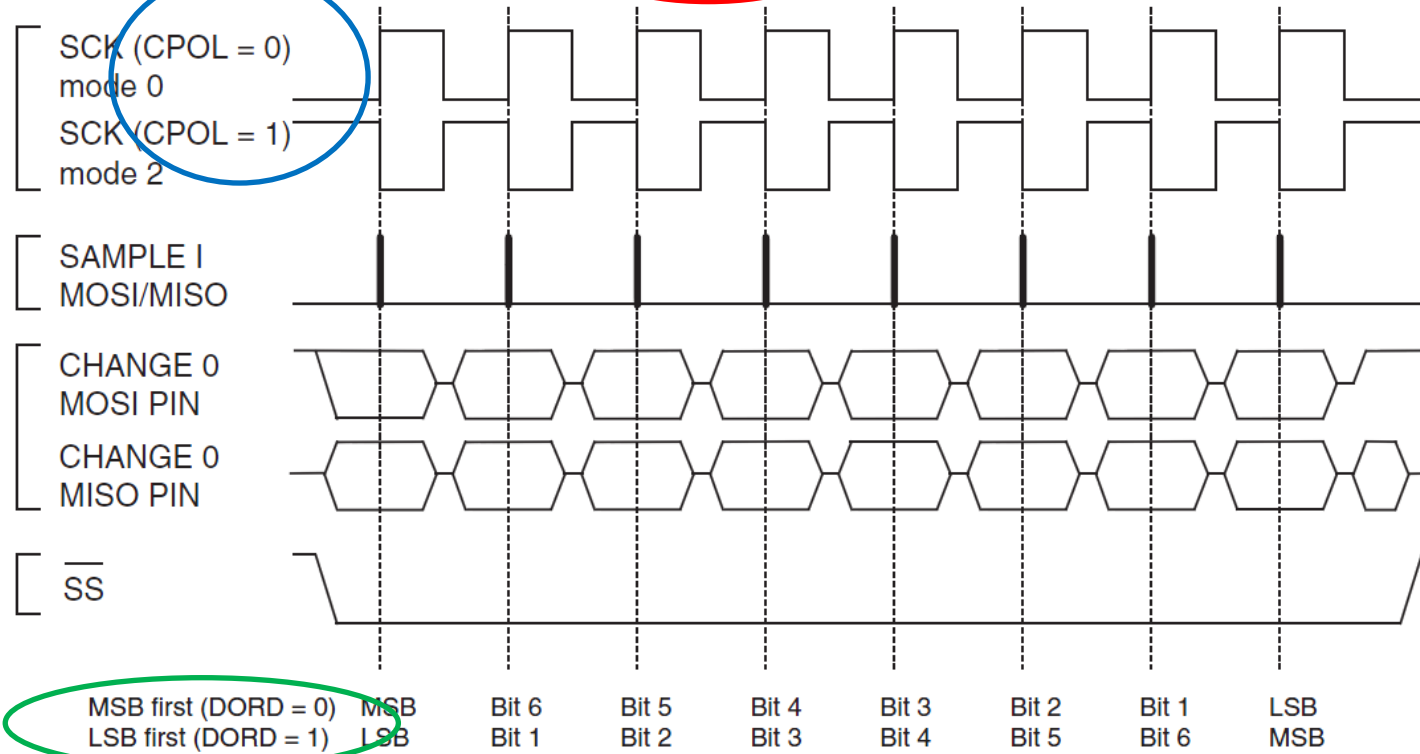 SCK (CPOL = 0)
mode 0
SCK (CPOL = 1)
mode 2
SAMPLE I
MOSI/MISO
CHANGE 0
MOSI PIN
CHANGE 0
MISO PIN
SS
MSB first (DORD = 0) MSB Bit 6 Bit 5 Bit 4 Bit 3 Bit 2 Bit 1 LSB
LSB first (DORD = 1) LSB Bit 1 Bit 2 Bit 3 Bit 4 Bit 5 Bit 6 MSB